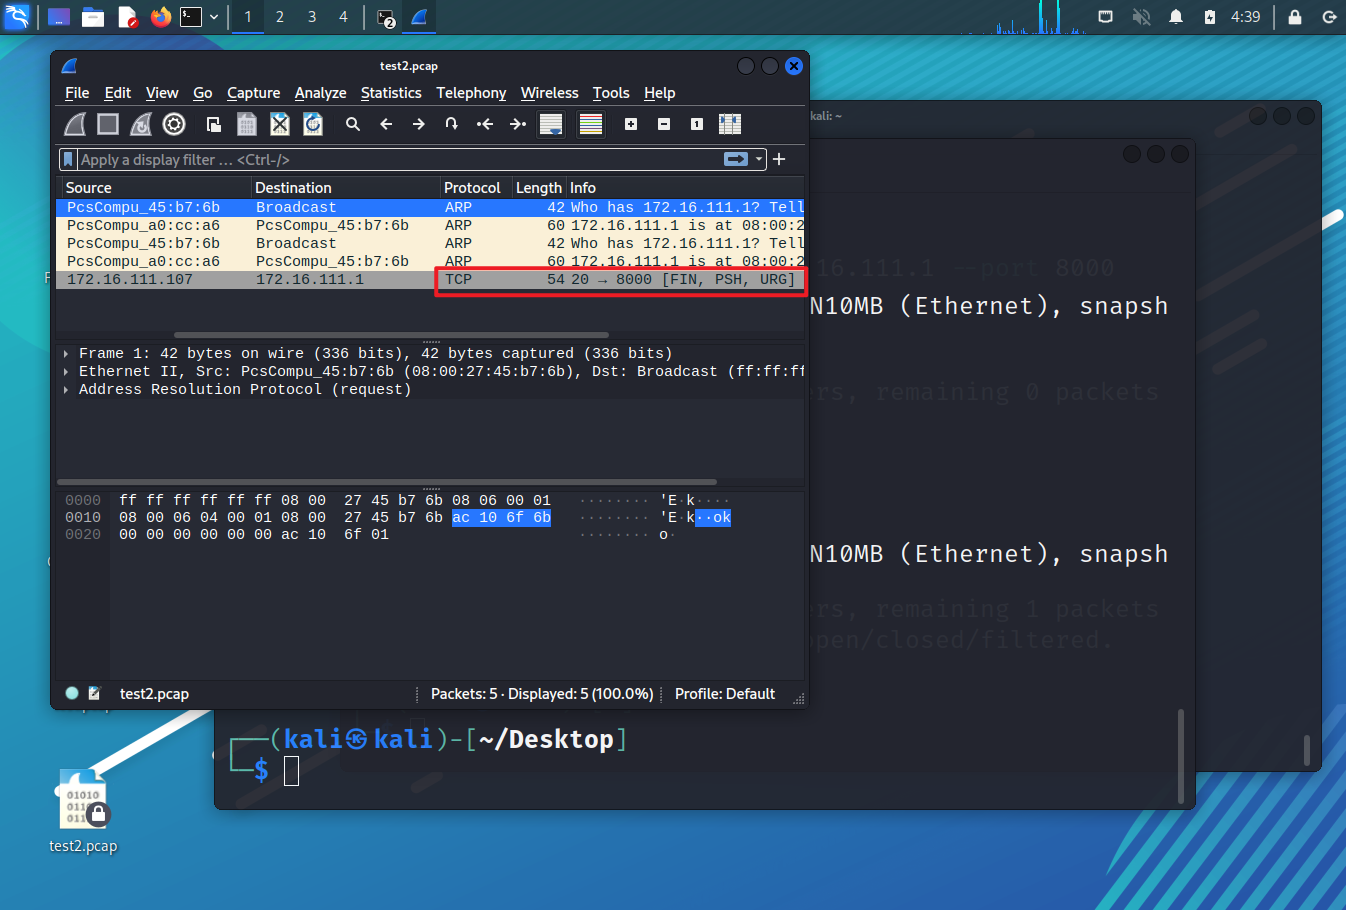 1 2 3 4 2 4:39
test2.pcap
File Edit View Go Capture Analyze Statistics Telephony Wireless Tools Help
kali: ~
Apply a display filter … <Ctrl-/>
Source Destination Protocol Length Info
PcsCompu_45:b7:6b Broadcast ARP 42 Who has 172.16.111.1? Tell
PcsCompu_a0:cc:a6 PcsCompu_45:b7:6b ARP 60 172.16.111.1 is at 08:00:2
PcsCompu_45:b7:6b Broadcast ARP 42 Who has 172.16.111.1? Tell
PcsCompu_a0:cc:a6 PcsCompu_45:b7:6b ARP 60 172.16.111.1 is at 08:00:2
172.16.111.107 172.16.111.1 TCP 54 20 → 8000 [FIN, PSH, URG]
16.111.1 --port 8000
N10MB (Ethernet), snapsh
Frame 1: 42 bytes on wire (336 bits), 42 bytes captured (336 bits)
Ethernet II, Src: PcsCompu_45:b7:6b (08:00:27:45:b7:6b), Dst: Broadcast (ff:ff:ff
Address Resolution Protocol (request)
rs, remaining 0 packets
0000 ff ff ff ff ff ff 08 00 27 45 b7 6b 08 06 00 01 ········ 'E·k····
0010 08 00 06 04 00 01 08 00 27 45 b7 6b ac 10 6f 6b ········ 'E·k··ok
0020 00 00 00 00 00 00 ac 10 6f 01 ········ o·
N10MB (Ethernet), snapsh
rs, remaining 1 packets
open/closed/filtered.
test2.pcap Packets: 5 · Displayed: 5 (100.0%) Profile: Default
┌──(kali㉿kali)-[~/Desktop]
└─$
test2.pcap